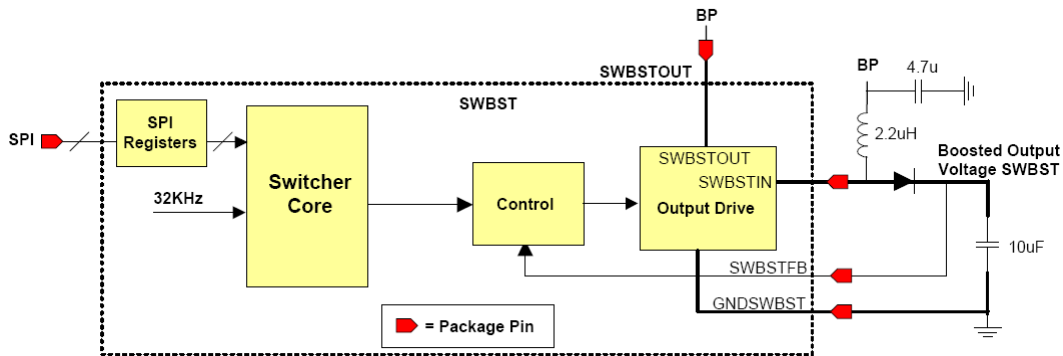 BP
SWBSTOUT
BP
4.7u
SWBST
SPI
SPI
Registers
2.2uH
Boosted Output
Voltage SWBST
SWBSTOUT
SWBSTIN
Switcher
Core
32KHz
Control
Output Drive
10uF
SWBSTFB
GNDSWBST
= Package Pin